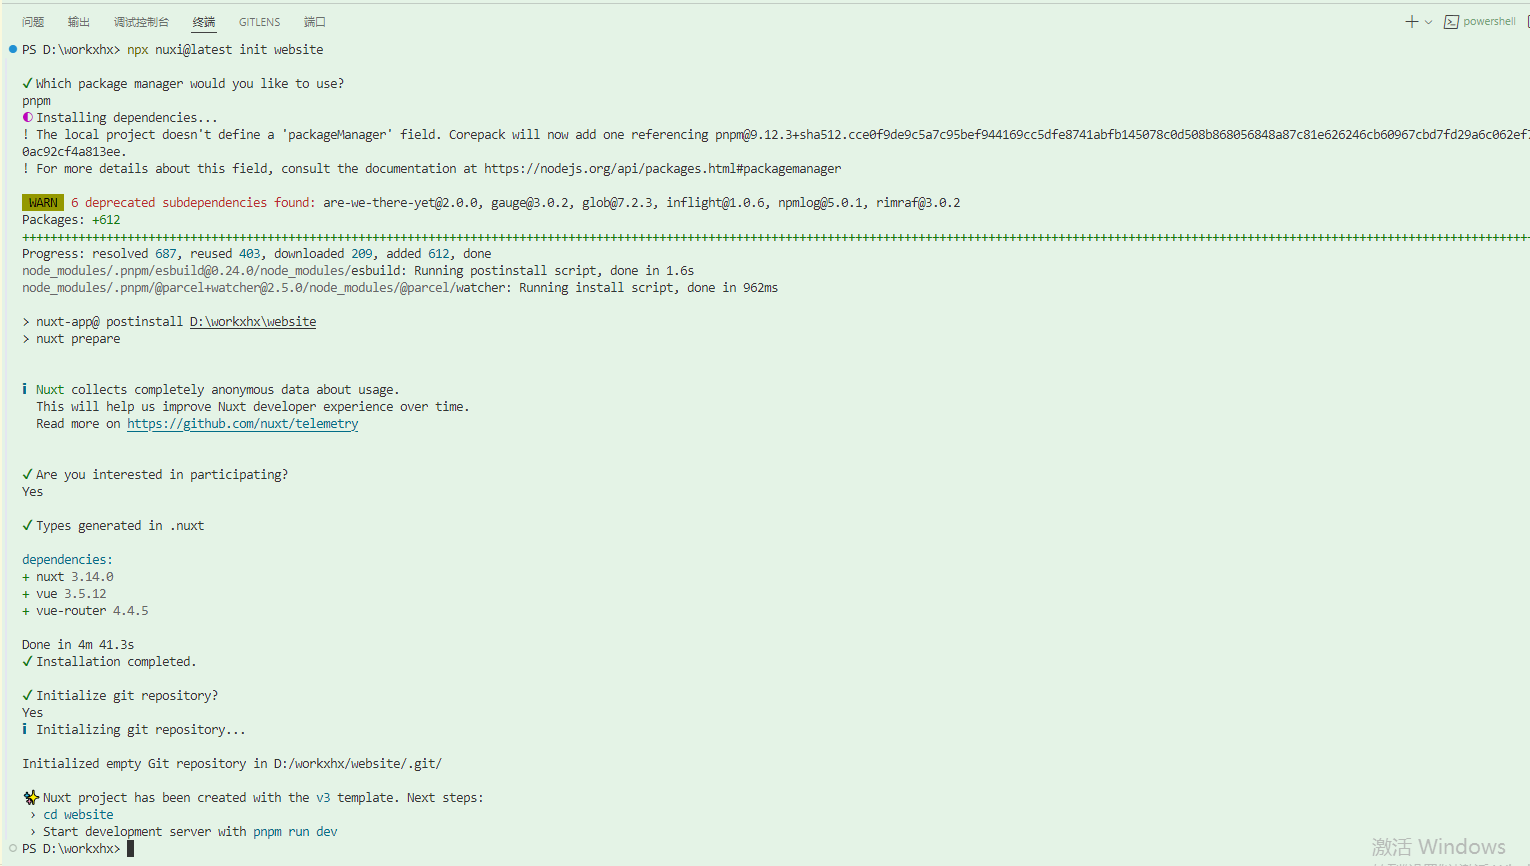 问题 输出 调试控制台 终端 GITLENS 端口 powershell
PS D:\workxhx> npx nuxi@latest init website
✓ Which package manager would you like to use?
pnpm
Installing dependencies...
! The local project doesn't define a 'packageManager' field. Corepack will now add one referencing pnpm@9.12.3+sha512.cce0f9de9c5a7c95bef944169cc5dfe8741abfb145078c0d508b868056848a87c81e626246cb60967cbd7fd29a6c062ef7
0ac92cf4a813ee.
! For more details about this field, consult the documentation at https://nodejs.org/api/packages.html#packagemanager
WARN 6 deprecated subdependencies found: are-we-there-yet@2.0.0, gauge@3.0.2, glob@7.2.3, inflight@1.0.6, npmlog@5.0.1, rimraf@3.0.2
Packages: +612
Progress: resolved 687, reused 403, downloaded 209, added 612, done
node_modules/.pnpm/esbuild@0.24.0/node_modules/esbuild: Running postinstall script, done in 1.6s
node_modules/.pnpm/@parcel+watcher@2.5.0/node_modules/@parcel/watcher: Running install script, done in 962ms
> nuxt-app@ postinstall D:\workxhx\website
> nuxt prepare
i Nuxt collects completely anonymous data about usage.
This will help us improve Nuxt developer experience over time.
Read more on https://github.com/nuxt/telemetry
✓ Are you interested in participating?
Yes
✓ Types generated in .nuxt
dependencies:
+ nuxt 3.14.0
+ vue 3.5.12
+ vue-router 4.4.5
Done in 4m 41.3s
✓ Installation completed.
✓ Initialize git repository?
Yes
i Initializing git repository...
Initialized empty Git repository in D:/workxhx/website/.git/
✨ Nuxt project has been created with the v3 template. Next steps:
› cd website
› Start development server with pnpm run dev
PS D:\workxhx>
激活 Windows